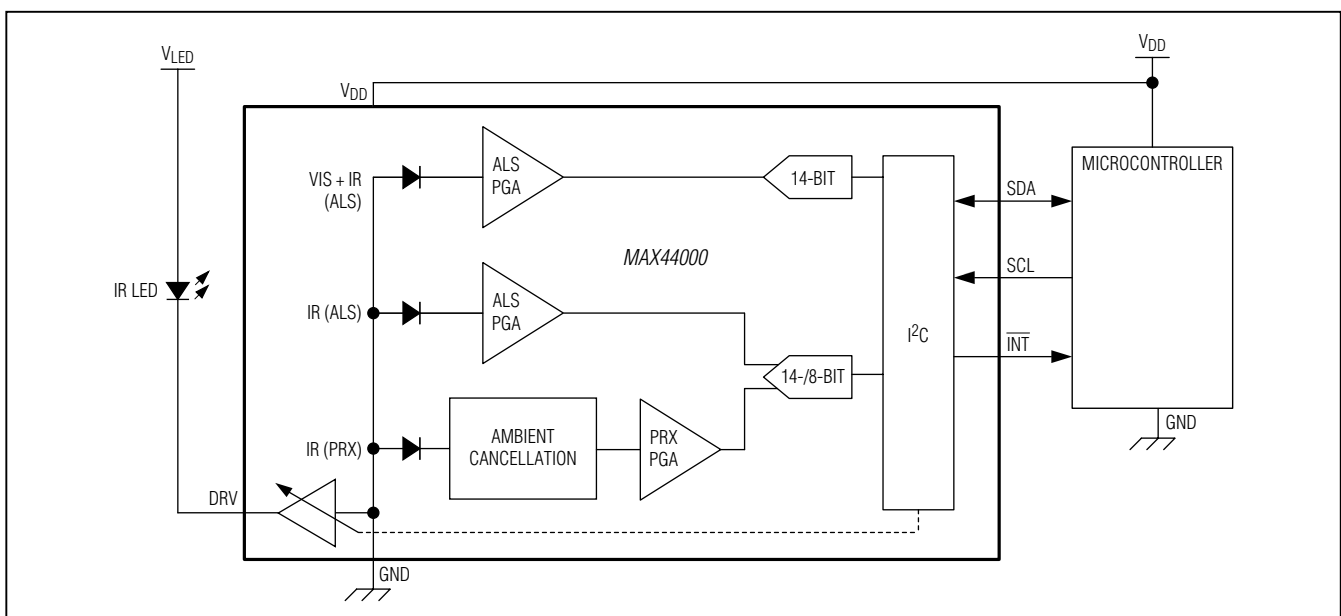 VLED
VDD
VDD
MICROCONTROLLER
VIS + IR
(ALS)
ALS
PGA
14-BIT
SDA
MAX44000
SCL
IR LED
IR (ALS)
ALS
PGA
I2C
INT
14-/8-BIT
IR (PRX)
AMBIENT
CANCELLATION
PRX
PGA
GND
DRV
GND